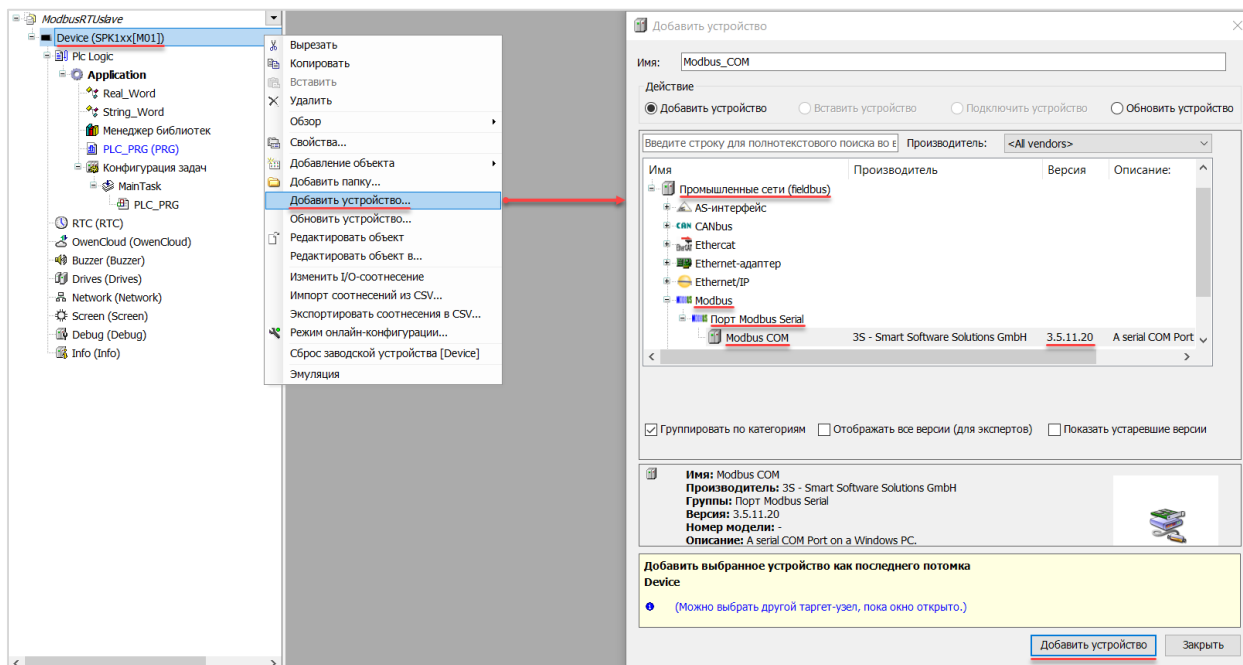 ModbusRTUslave
Device (SPK1xx[M01])
Plc Logic
Application
Real_Word
String_Word
Менеджер библиотек
PLC_PRG (PRG)
Конфигурация задач
MainTask
PLC_PRG
RTC (RTC)
OwenCloud (OwenCloud)
Buzzer (Buzzer)
Drives (Drives)
Network (Network)
Screen (Screen)
Debug (Debug)
Info (Info)
Вырезать
Копировать
Вставить
Удалить
Обзор
Свойства...
Добавление объекта
Добавить папку...
Добавить устройство...
Обновить устройство...
Редактировать объект
Редактировать объект в...
Изменить I/O-соотнесение
Импорт соотнесений из CSV...
Экспортировать соотнесения в CSV...
Режим онлайн-конфигурации...
Сброс заводской устройства [Device]
Эмуляция
Добавить устройство
Имя: Modbus_COM
Действие
Добавить устройство Вставить устройство Подключить устройство Обновить устройство
Введите строку для полнотекстового поиска во в Производитель: <All vendors>
Имя Производитель Версия Описание:
Промышленные сети (fieldbus)
AS-интерфейс
CAN CANbus
Ethercat
Ethernet-адаптер
Ethernet/IP
Modbus
Порт Modbus Serial
Modbus COM 3S - Smart Software Solutions GmbH 3.5.11.20 A serial COM Port
Группировать по категориям Отображать все версии (для экспертов) Показать устаревшие версии
Имя: Modbus COM
Производитель: 3S - Smart Software Solutions GmbH
Группы: Порт Modbus Serial
Версия: 3.5.11.20
Номер модели: -
Описание: A serial COM Port on a Windows PC.
Добавить выбранное устройство как последнего потомка
Device
(Можно выбрать другой таргет-узел, пока окно открыто.)
Добавить устройство Закрыть